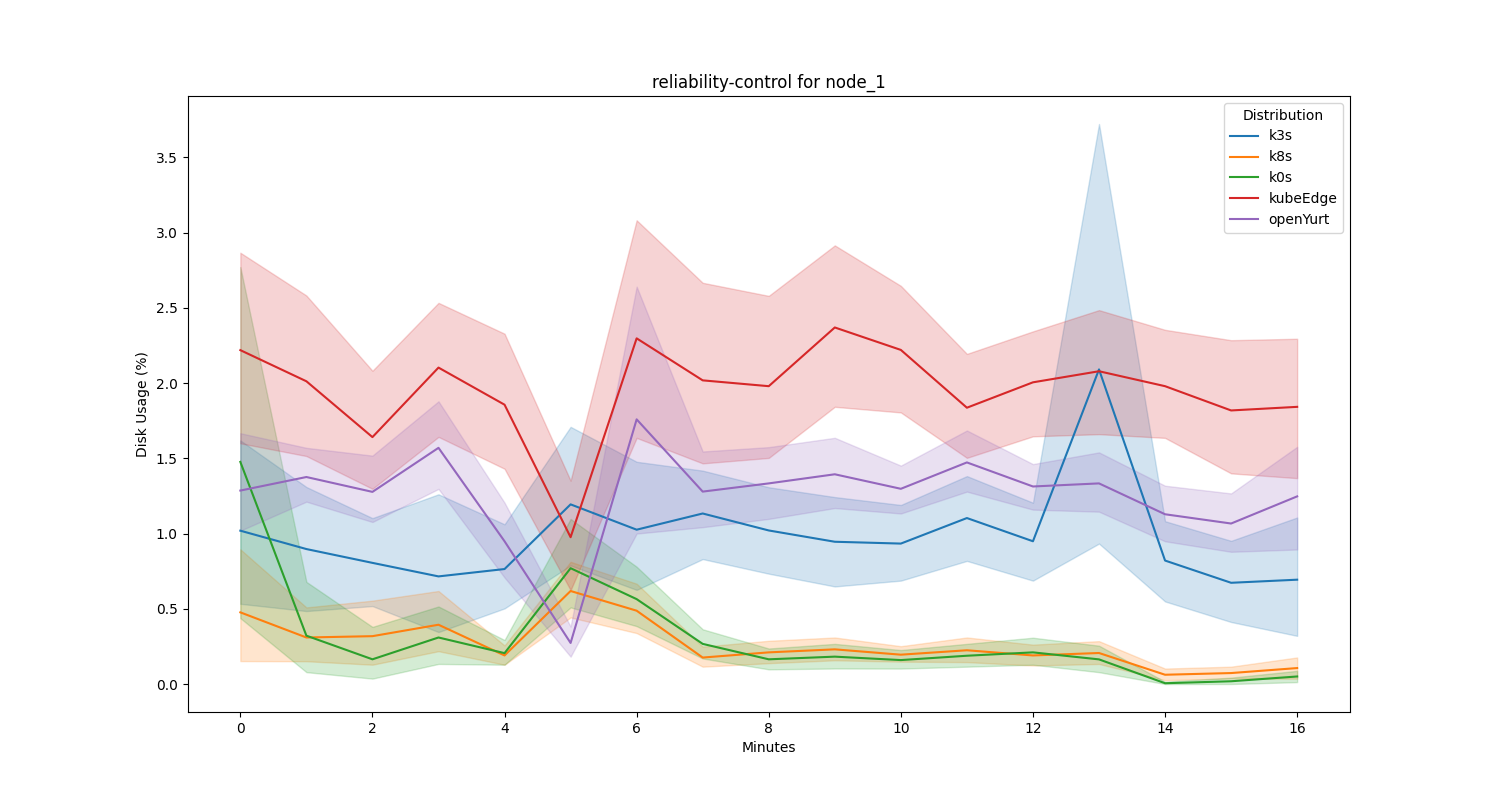 reliability-control for node_1
Distribution
k3s
k8s
k0s
kubeEdge
openYurt
Disk Usage (%)
3.5
3.0
2.5
2.0
1.5
1.0
0.5
0.0
0 2 4 6 8 10 12 14 16
Minutes